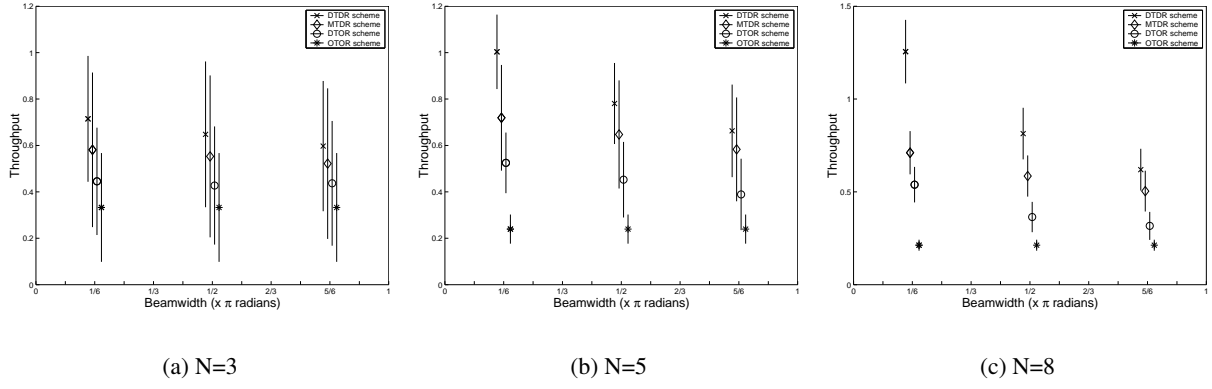 1.2
1
0.8
0.6
0.4
0.2
0
Throughput
DTDR scheme
MTDR scheme
DTOR scheme
OTOR scheme
0 1/6 1/3 1/2 2/3 5/6 1
Beamwidth (x π radians)
(a) N=3
1.2
1
0.8
0.6
0.4
0.2
0
Throughput
DTDR scheme
MTDR scheme
DTOR scheme
OTOR scheme
0 1/6 1/3 1/2 2/3 5/6 1
Beamwidth (x π radians)
(b) N=5
1.5
1
0.5
0
Throughput
DTDR scheme
MTDR scheme
DTOR scheme
OTOR scheme
0 1/6 1/3 1/2 2/3 5/6 1
Beamwidth (x π radians)
(c) N=8